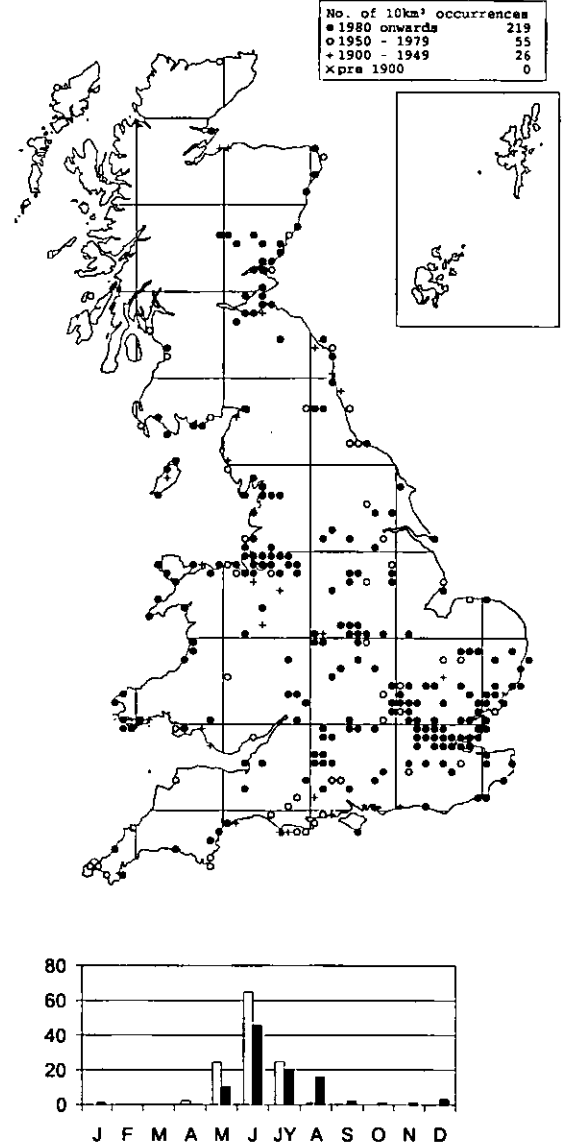 No. of 10km² occurrences
● 1980 onwards 219
○ 1950 - 1979 55
+ 1900 - 1949 26
× pre 1900 0
80
60
40
20
0
J F M A M J JY A S O N D